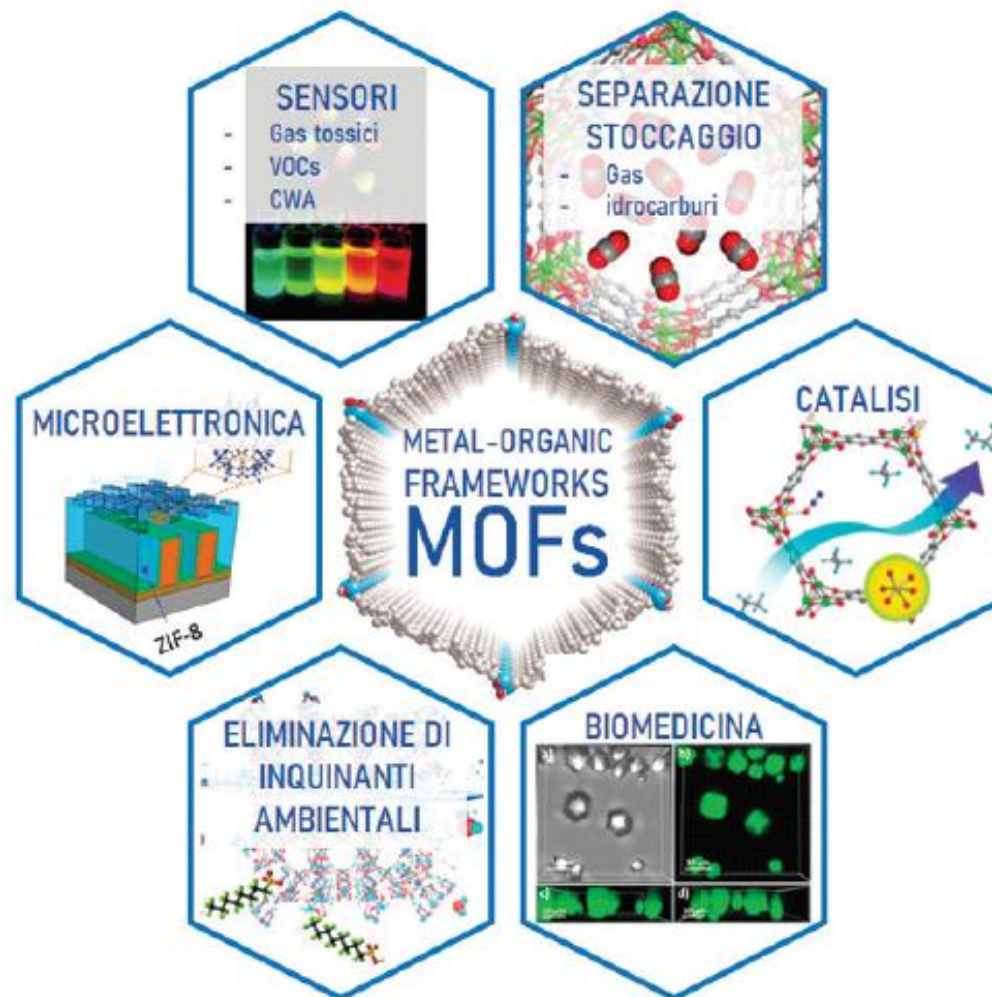 SENSORI
- Gas tossici
- VOCs
- CWA
SEPARAZIONE
STOCCAGGIO
- Gas
- idrocarburi
MICROELETTRONICA
ZIF-8
METAL-ORGANIC
FRAMEWORKS
MOFs
CATALISI
ELIMINAZIONE DI
INQUINANTI
AMBIENTALI
BIOMEDICINA
a)
b)
c)
d)